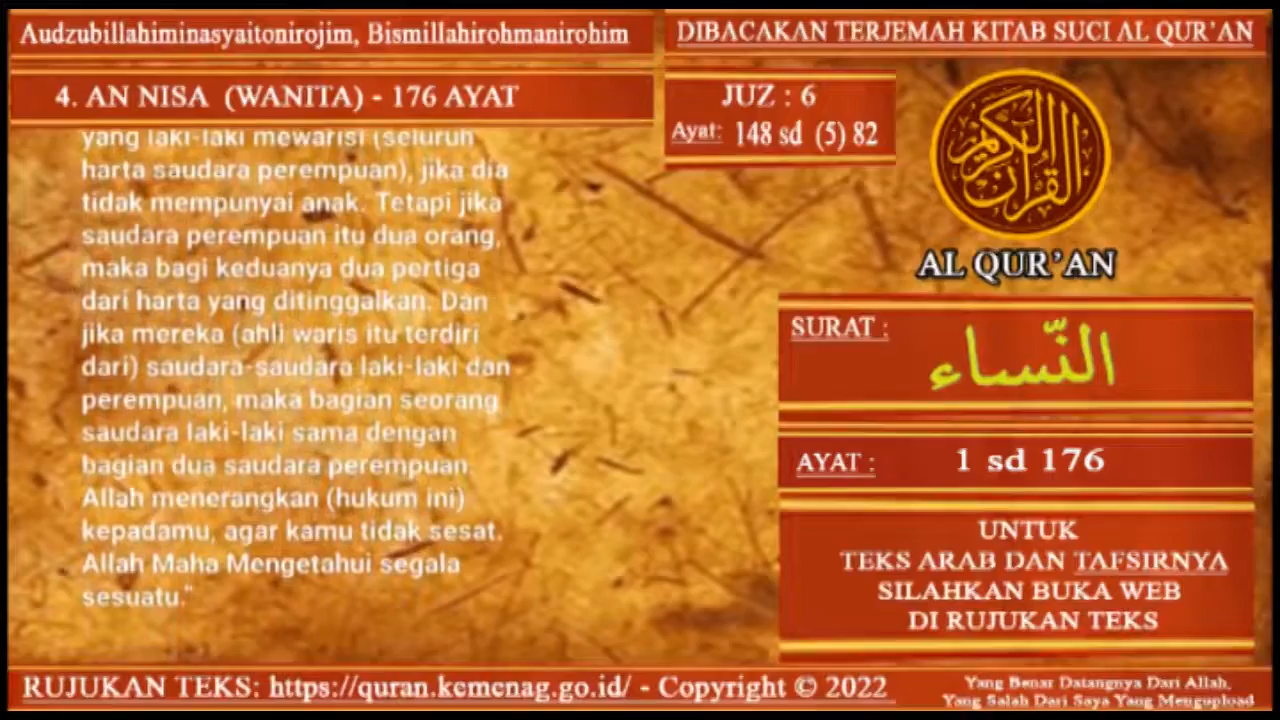 Audzubillahiminasyaitonirojim, Bismillahirohmanirohim
DIBACAKAN TERJEMAH KITAB SUCI AL QUR'AN
4. AN NISA (WANITA) - 176 AYAT
JUZ : 6
Ayat: 148 sd (5) 82
yang laki-laki mewarisi (seluruh
harta saudara perempuan), jika dia
tidak mempunyai anak. Tetapi jika
saudara perempuan itu dua orang,
maka bagi keduanya dua pertiga
dari harta yang ditinggalkan. Dan
jika mereka (ahli waris itu terdiri
dari) saudara-saudara laki-laki dan
perempuan, maka bagian seorang
saudara laki-laki sama dengan
bagian dua saudara perempuan.
Allah menerangkan (hukum ini)
kepadamu, agar kamu tidak sesat.
Allah Maha Mengetahui segala
sesuatu."
القرآن الكريم
AL QUR'AN
SURAT :
النّساء
AYAT : 1 sd 176
UNTUK
TEKS ARAB DAN TAFSIRNYA
SILAHKAN BUKA WEB
DI RUJUKAN TEKS
RUJUKAN TEKS: https://quran.kemenag.go.id/ - Copyright © 2022
Yang Benar Datangnya Dari Allah,
Yang Salah Dari Saya Yang Mengupload